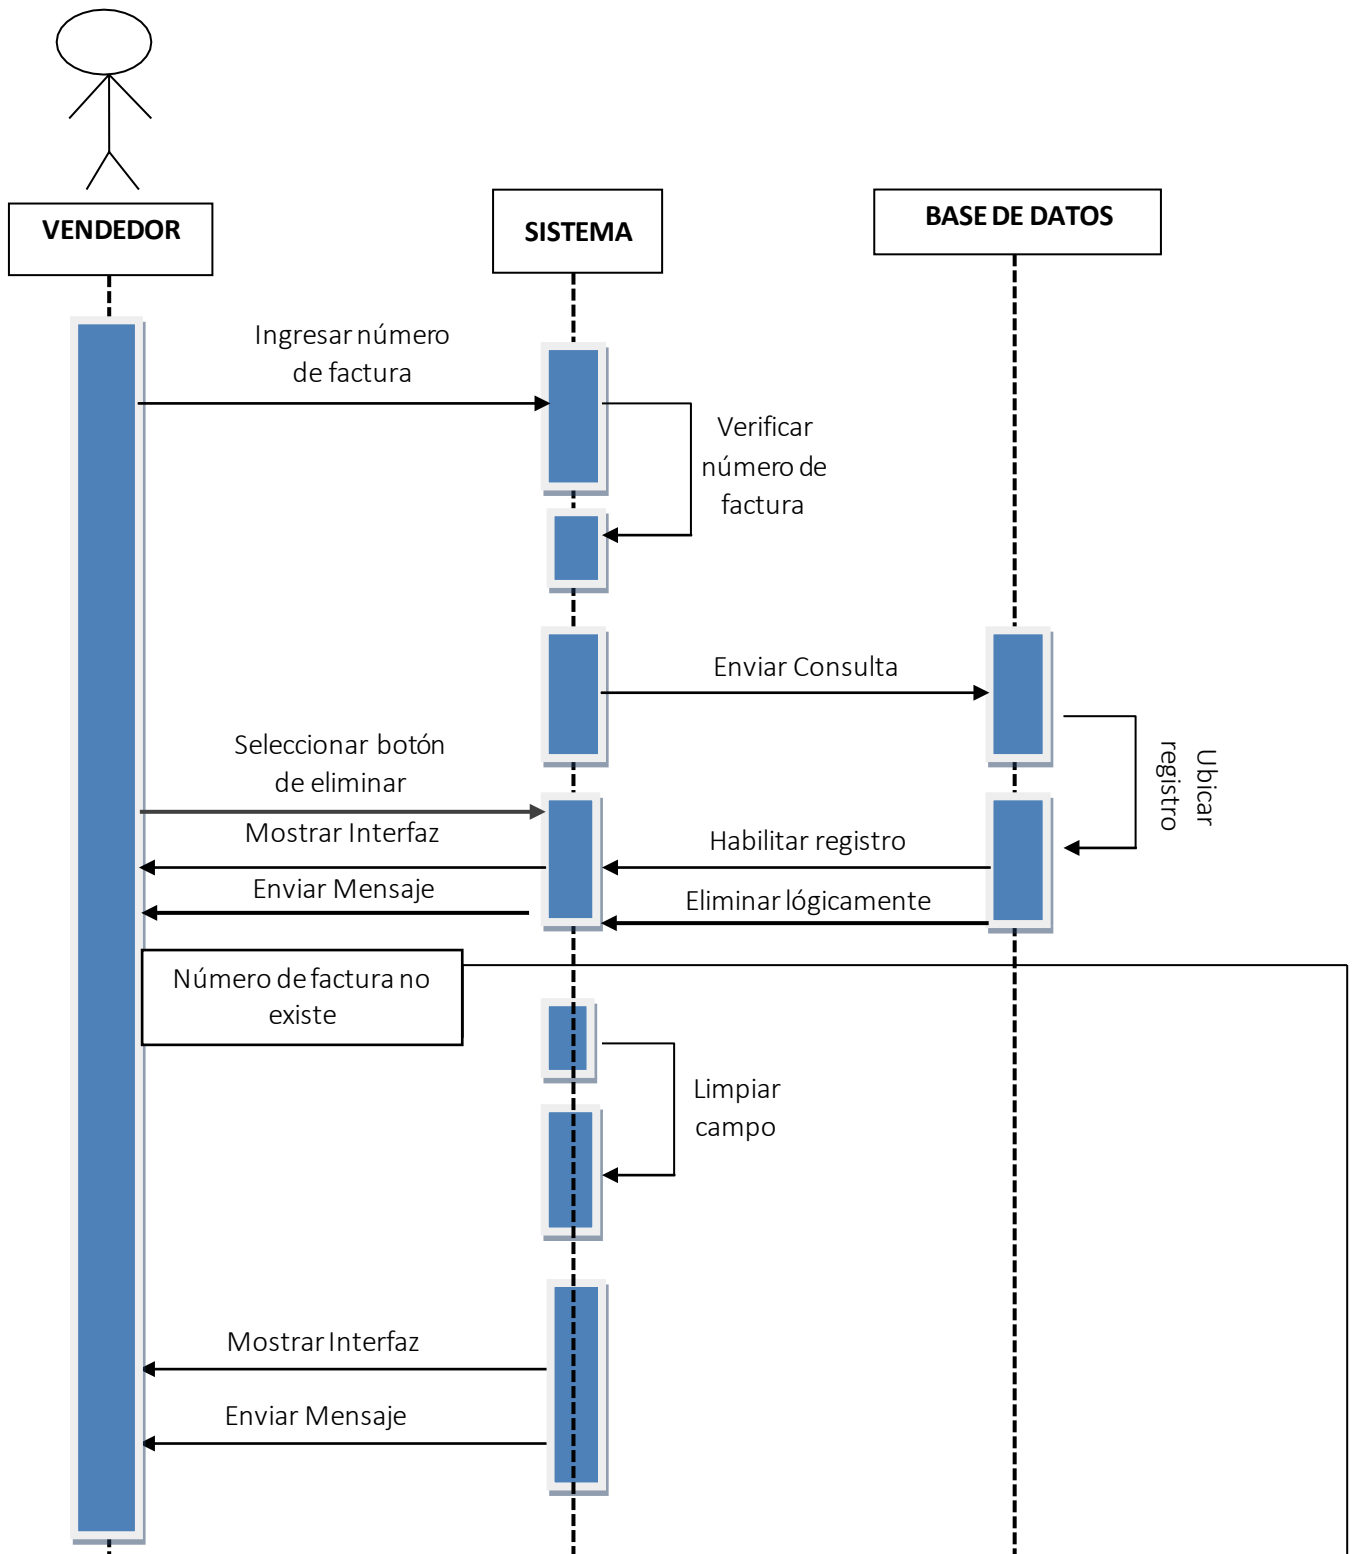 VENDEDOR
SISTEMA
BASE DE DATOS
Ingresar número
de factura
Verificar
número de
factura
Enviar Consulta
Seleccionar botón
de eliminar
Ubicar
registro
Mostrar Interfaz
Habilitar registro
Enviar Mensaje
Eliminar lógicamente
Número de factura no
existe
Limpiar
campo
Mostrar Interfaz
Enviar Mensaje